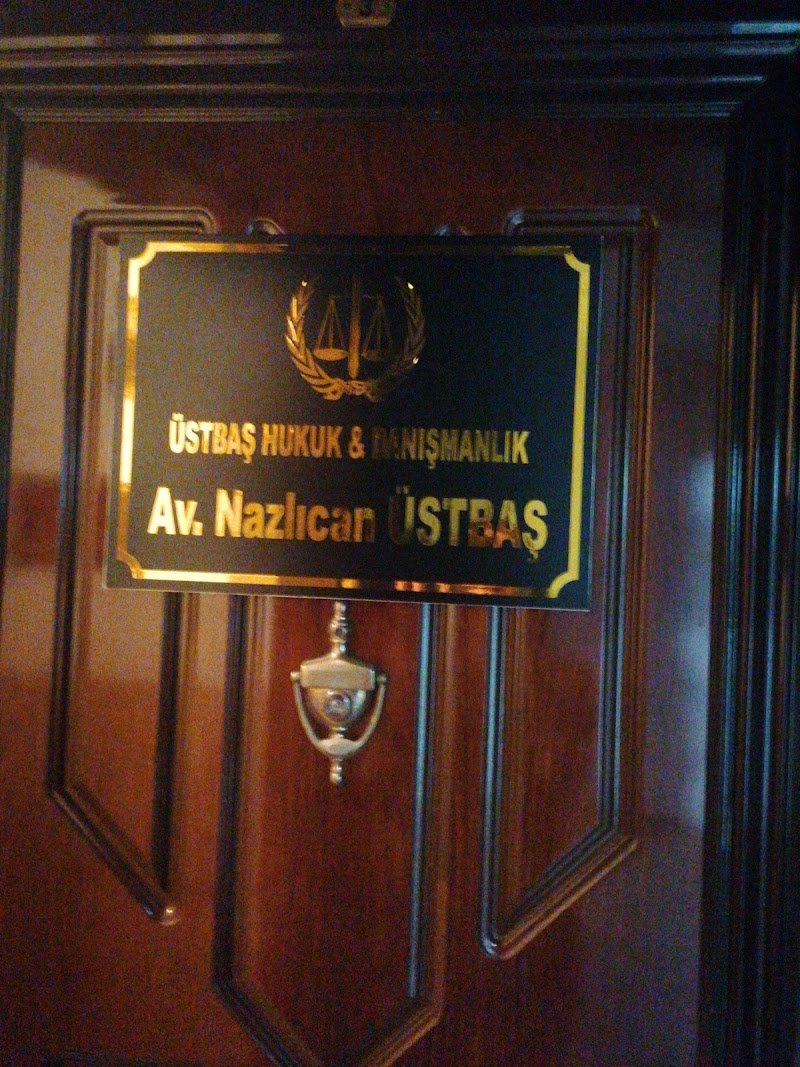 ÜSTBAŞ HUKUK & DANIŞMANLIK
Av. Nazlıcan ÜSTBAŞ